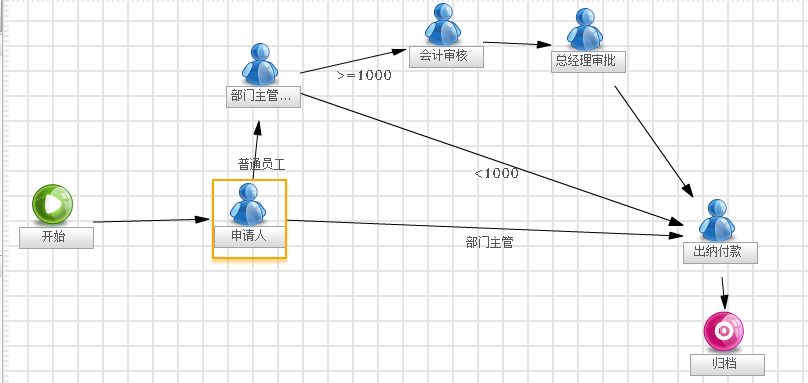 会计审核
总经理审批
>=1000
部门主管...
普通员工
<1000
开始
申请人
部门主管
出纳付款
归档